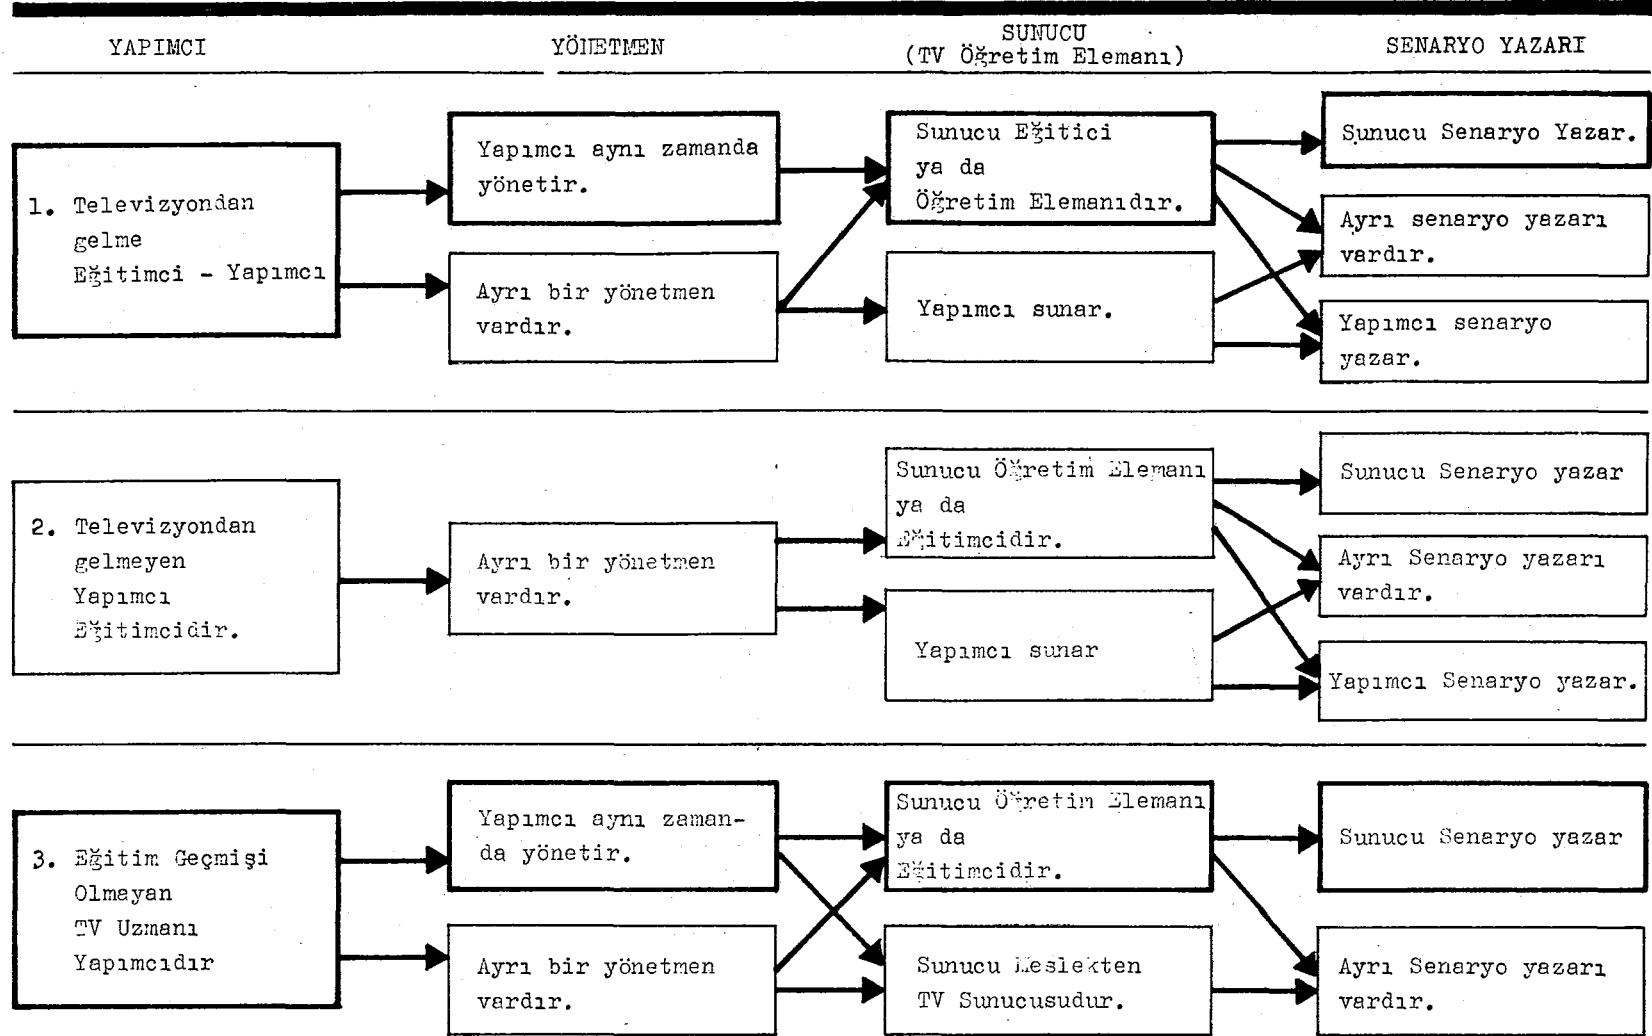 YAPIMCI
YÖNETMEN
SUNUCU
(TV Öğretim Elemanı)
SENARYO YAZARI
1. Televizyondan
gelme
Eğitimci - Yapımcı
Yapımcı aynı zamanda
yönetir.
Ayrı bir yönetmen
vardır.
Sunucu Eğitici
ya da
Öğretim Elemanıdır.
Yapımcı sunar.
Sunucu Senaryo Yazar.
Ayrı senaryo yazarı
vardır.
Yapımcı senaryo
yazar.
2. Televizyondan
gelmeyen
Yapımcı
Eğitimcidir.
Ayrı bir yönetmen
vardır.
Sunucu Öğretim Elemanı
ya da
Eğitimcidir.
Yapımcı sunar
Sunucu Senaryo yazar
Ayrı Senaryo yazarı
vardır.
Yapımcı Senaryo yazar.
3. Eğitim Geçmişi
Olmayan
TV Uzmanı
Yapımcıdır
Yapımcı aynı zaman-
da yönetir.
Ayrı bir yönetmen
vardır.
Sunucu Öğretim Elemanı
ya da
Eğitimcidir.
Sunucu Meslekten
TV Sunucusudur.
Sunucu Senaryo yazar
Ayrı Senaryo yazarı
vardır.